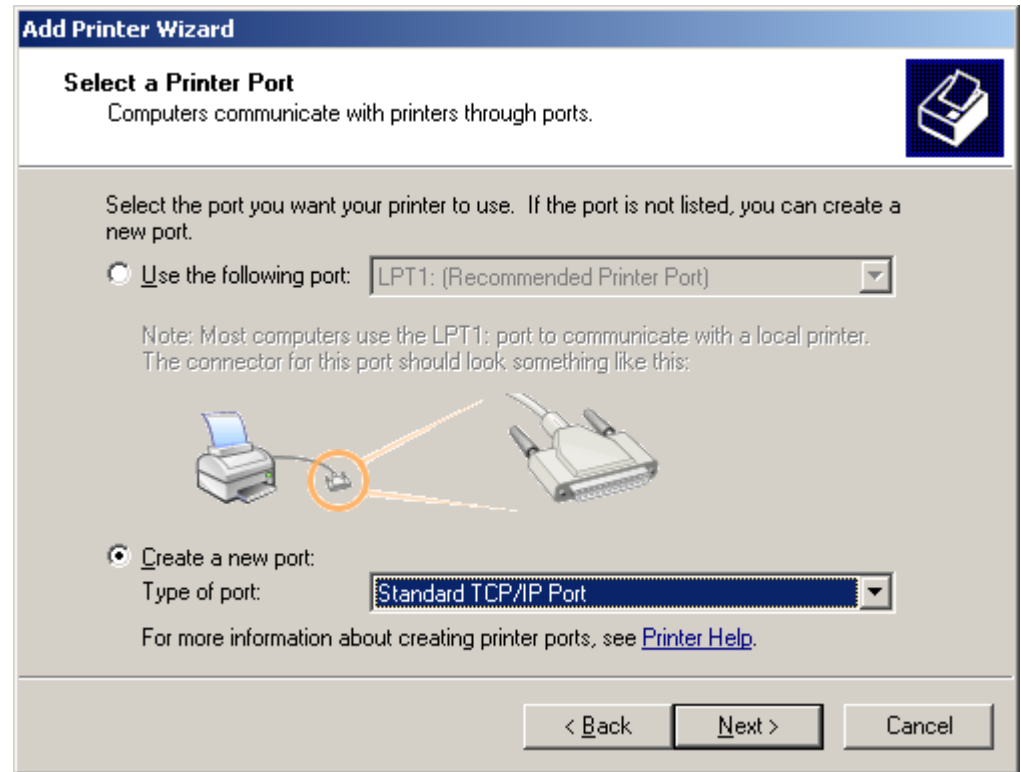 Add Printer Wizard
Select a Printer Port
Computers communicate with printers through ports.
Select the port you want your printer to use.  If the port is not listed, you can create a
new port.
Use the following port: LPT1: (Recommended Printer Port)
Note: Most computers use the LPT1: port to communicate with a local printer.
The connector for this port should look something like this:
Create a new port:
Type of port: Standard TCP/IP Port
For more information about creating printer ports, see Printer Help.
< Back Next > Cancel